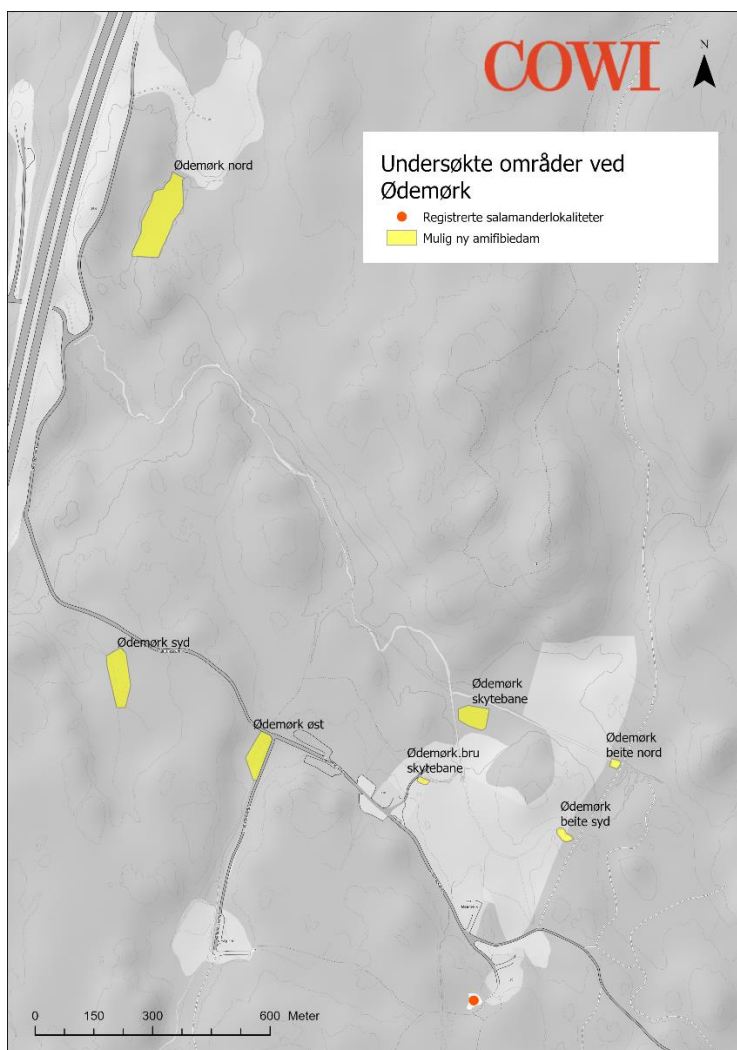 COWI
N
Undersøkte områder ved
Ødemørk
Registrerte salamanderlokaliteter
Mulig ny amifibiedam
Ødemørk nord
Ødemørk syd
Ødemørk øst
Ødemørk
skytebane
Ødemørk.bru
skytebane
Ødemørk
beite nord
Ødemørk
beite syd
0 150 300 600 Meter